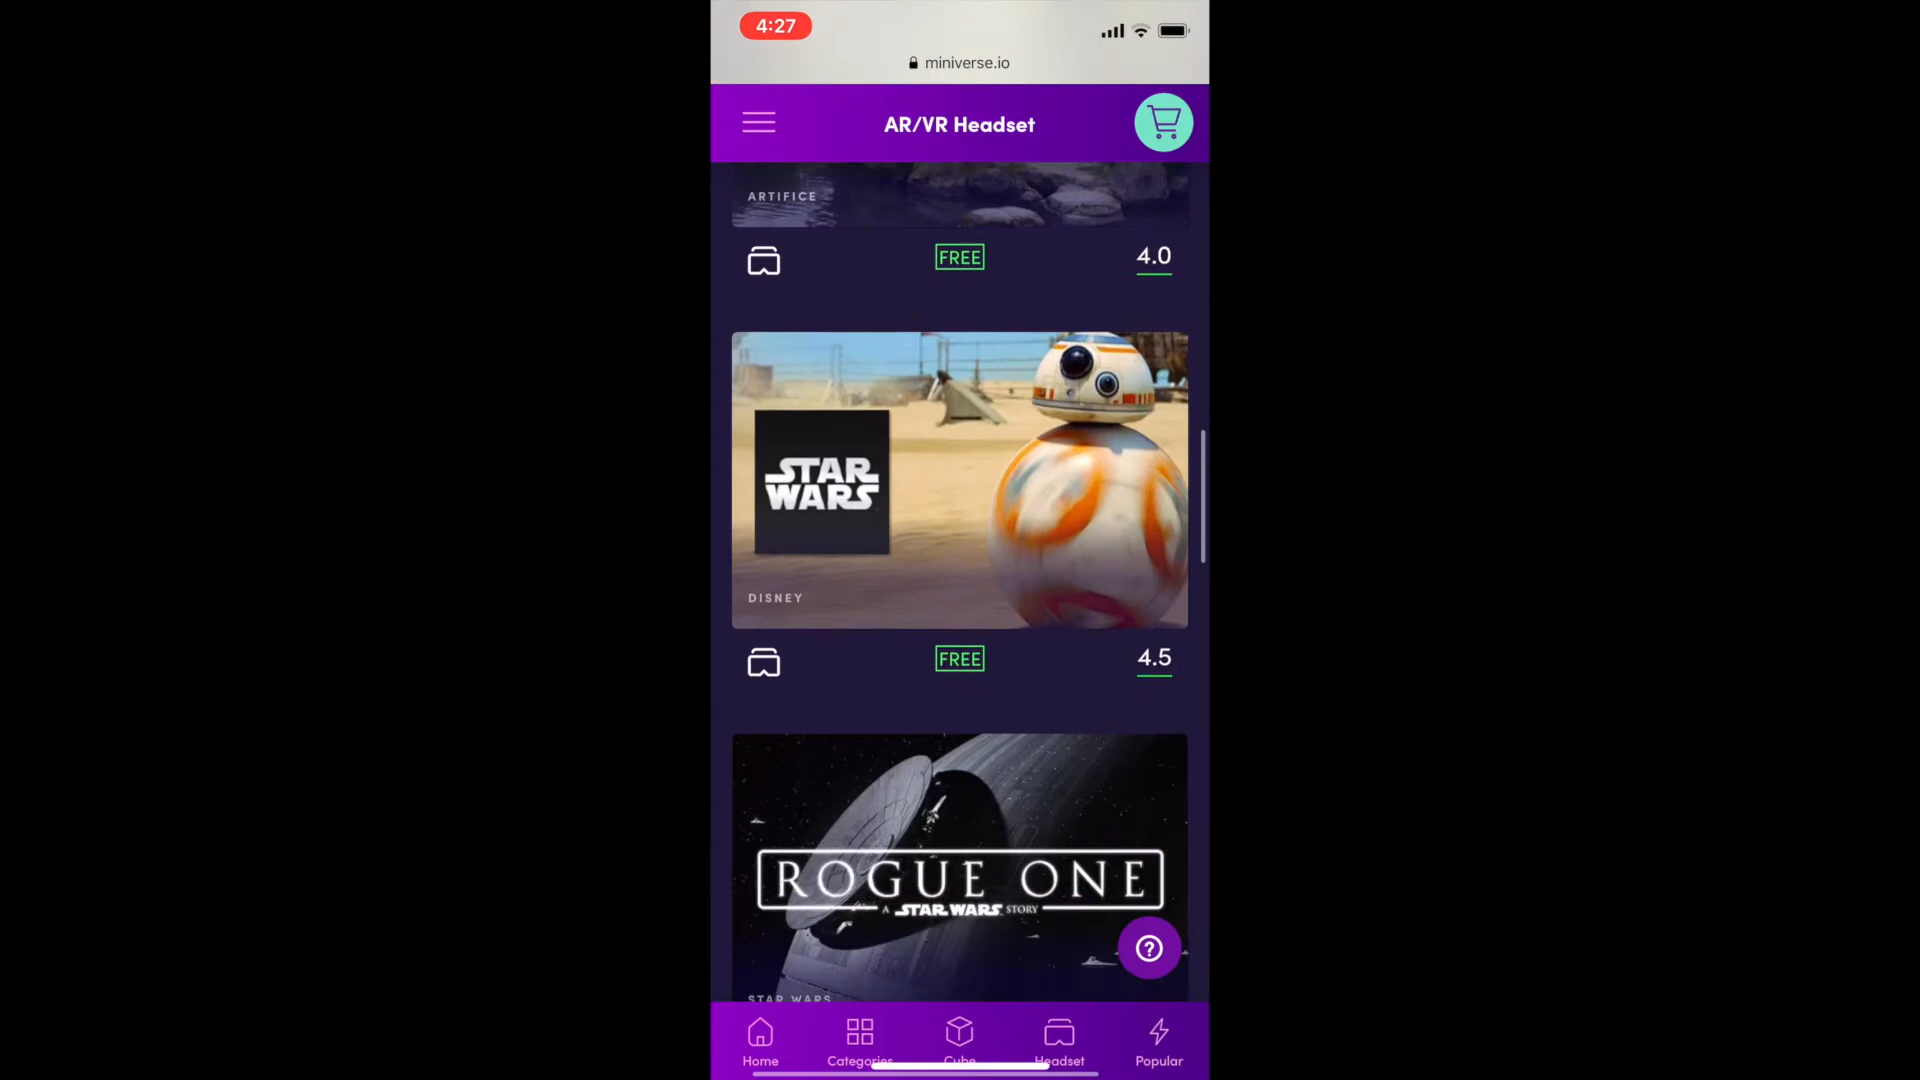 4:27
miniverse.io
AR/VR Headset
ARTIFICE
FREE
4.0
STAR
WARS
DISNEY
FREE
4.5
ROGUE ONE
A STAR WARS STORY
STAR WARS
Home
Categories
Cube
Headset
Popular